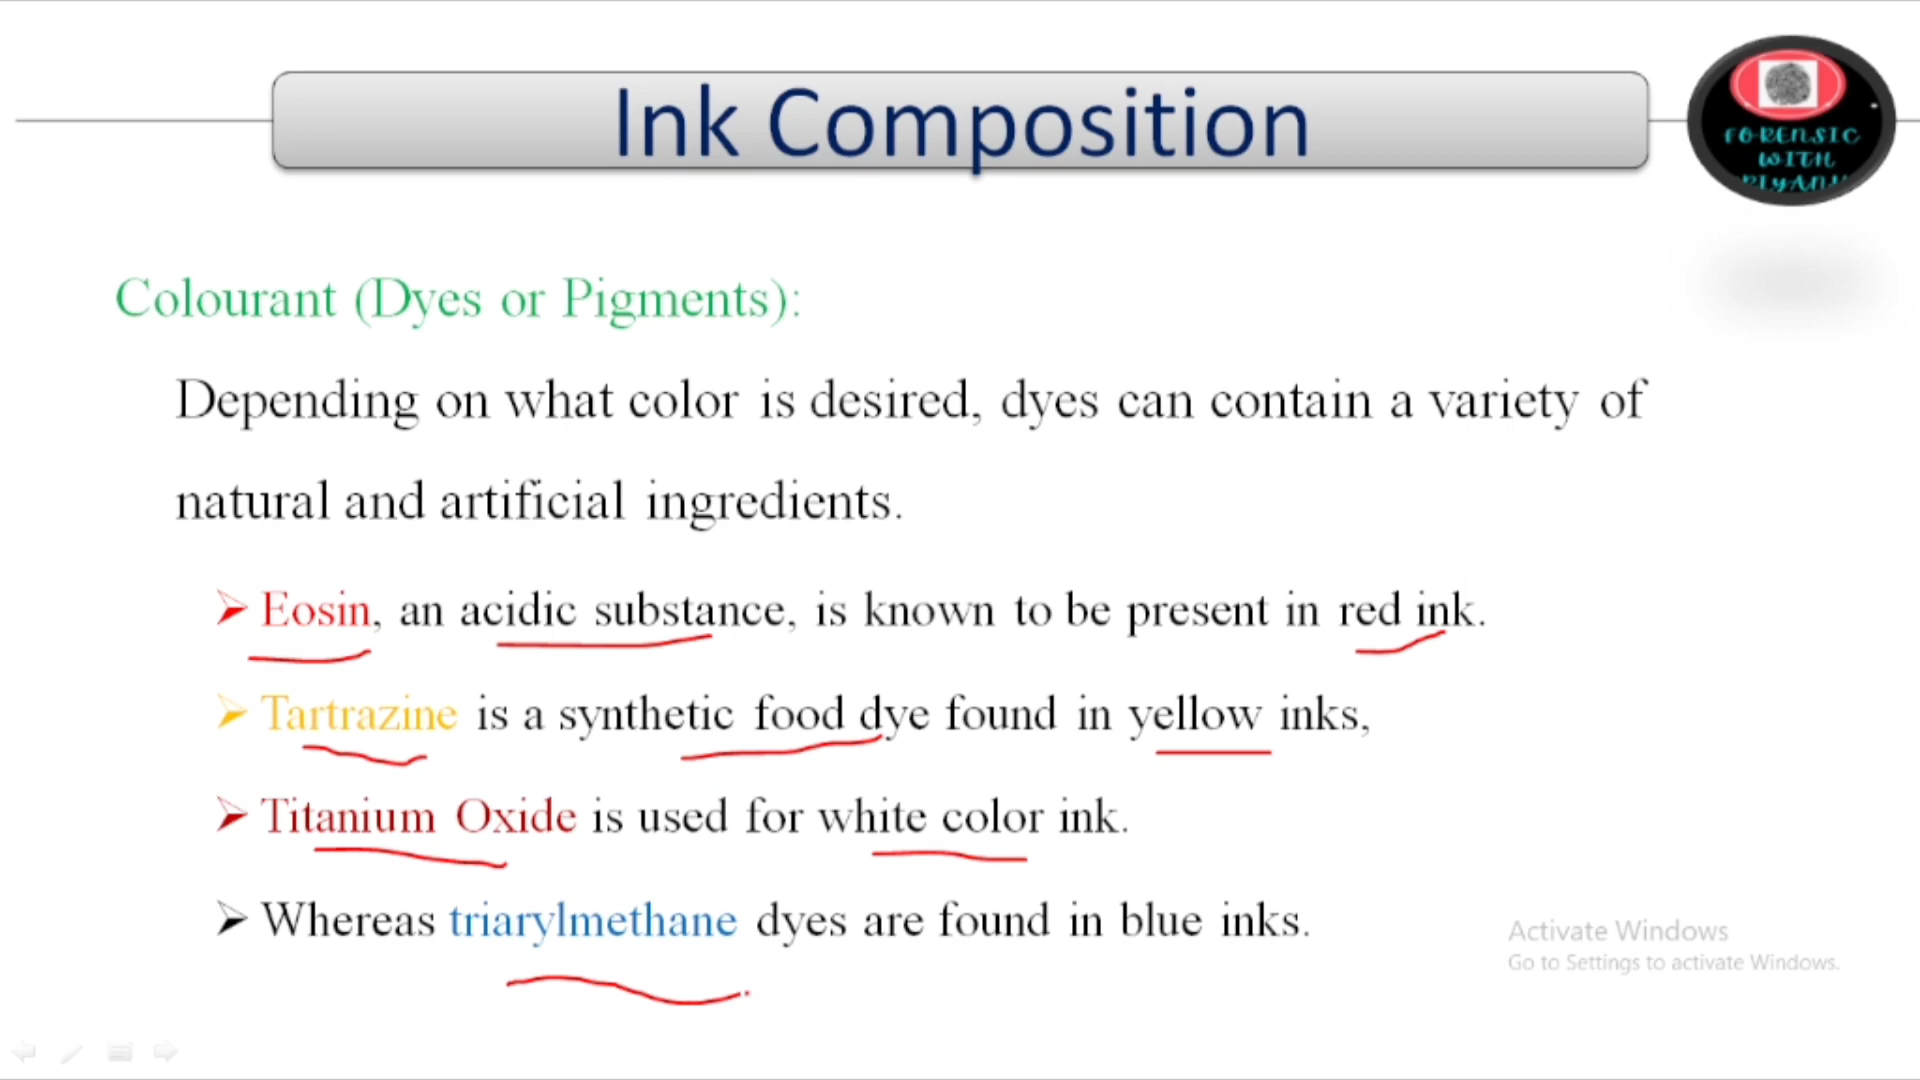 Ink Composition
FORENSIC
WITH
Colourant (Dyes or Pigments):
Depending on what color is desired, dyes can contain a variety of
natural and artificial ingredients.
Eosin, an acidic substance, is known to be present in red ink.
Tartrazine is a synthetic food dye found in yellow inks,
Titanium Oxide is used for white color ink.
Whereas triarylmethane dyes are found in blue inks.
Activate Windows
Go to Settings to activate Windows.